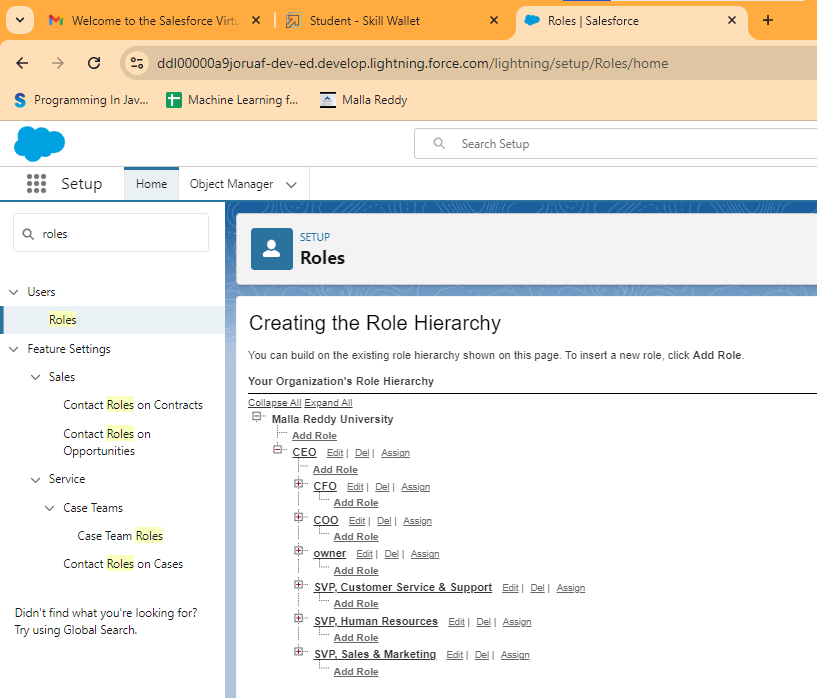 Welcome to the Salesforce Virtu
Student - Skill Wallet
Roles | Salesforce
ddl00000a9joruaf-dev-ed.develop.lightning.force.com/lightning/setup/Roles/home
Programming In Jav...
Machine Learning f...
Malla Reddy
Search Setup
Setup
Home
Object Manager
roles
SETUP
Roles
Users
Roles
Feature Settings
Sales
Contact Roles on Contracts
Contact Roles on
Opportunities
Service
Case Teams
Case Team Roles
Contact Roles on Cases
Didn't find what you're looking for?
Try using Global Search.
Creating the Role Hierarchy
You can build on the existing role hierarchy shown on this page. To insert a new role, click Add Role.
Your Organization's Role Hierarchy
Collapse All Expand All
Malla Reddy University
Add Role
CEO Edit | Del | Assign
Add Role
CFO Edit | Del | Assign
Add Role
COO Edit | Del | Assign
Add Role
owner Edit | Del | Assign
Add Role
SVP, Customer Service & Support Edit | Del | Assign
Add Role
SVP, Human Resources Edit | Del | Assign
Add Role
SVP, Sales & Marketing Edit | Del | Assign
Add Role